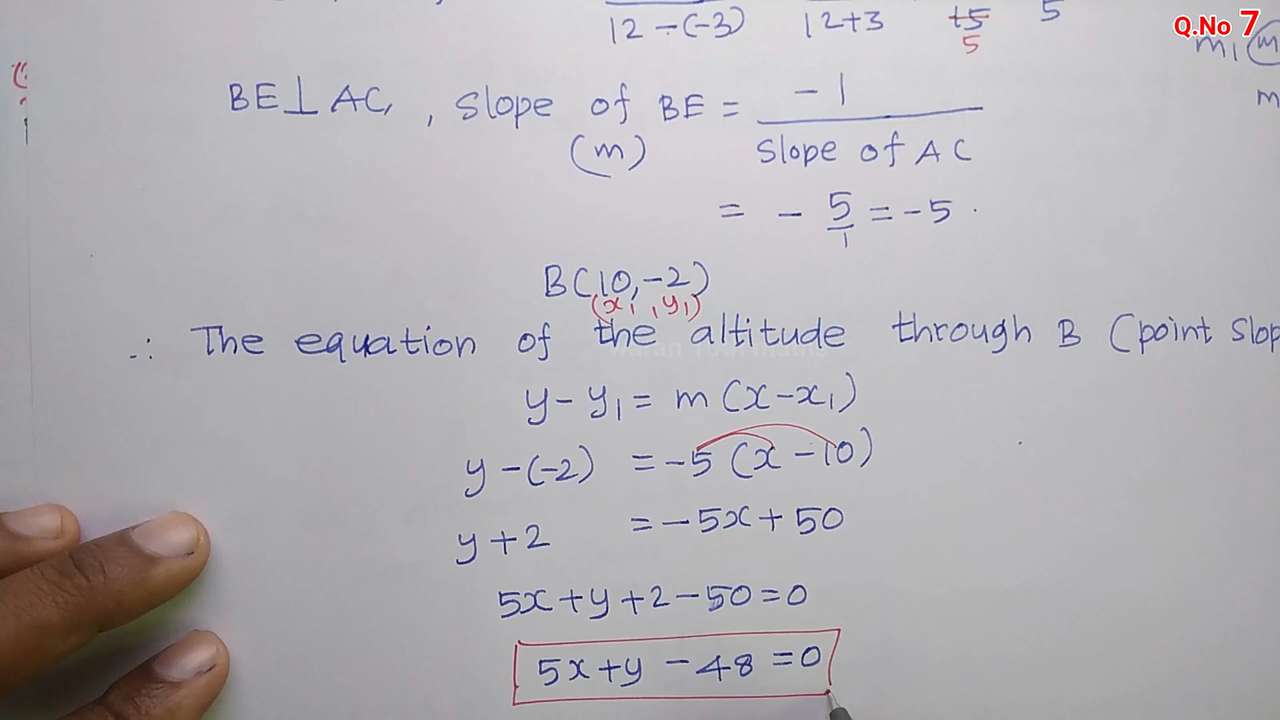 Q.No 7
12-(-3) 12+3 15 5
5
m₁ m
m
BE⊥AC, , slope of BE = -1
(m) slope of AC
= - 5/1 = -5 .
B(10,-2)
(x₁, y₁)
∴ The equation of the altitude through B (point Slop
y-y₁ = m(x-x₁)
y-(-2) = -5 (x-10)
y+2 = -5x+50
5x+y+2-50=0
5x+y-48=0